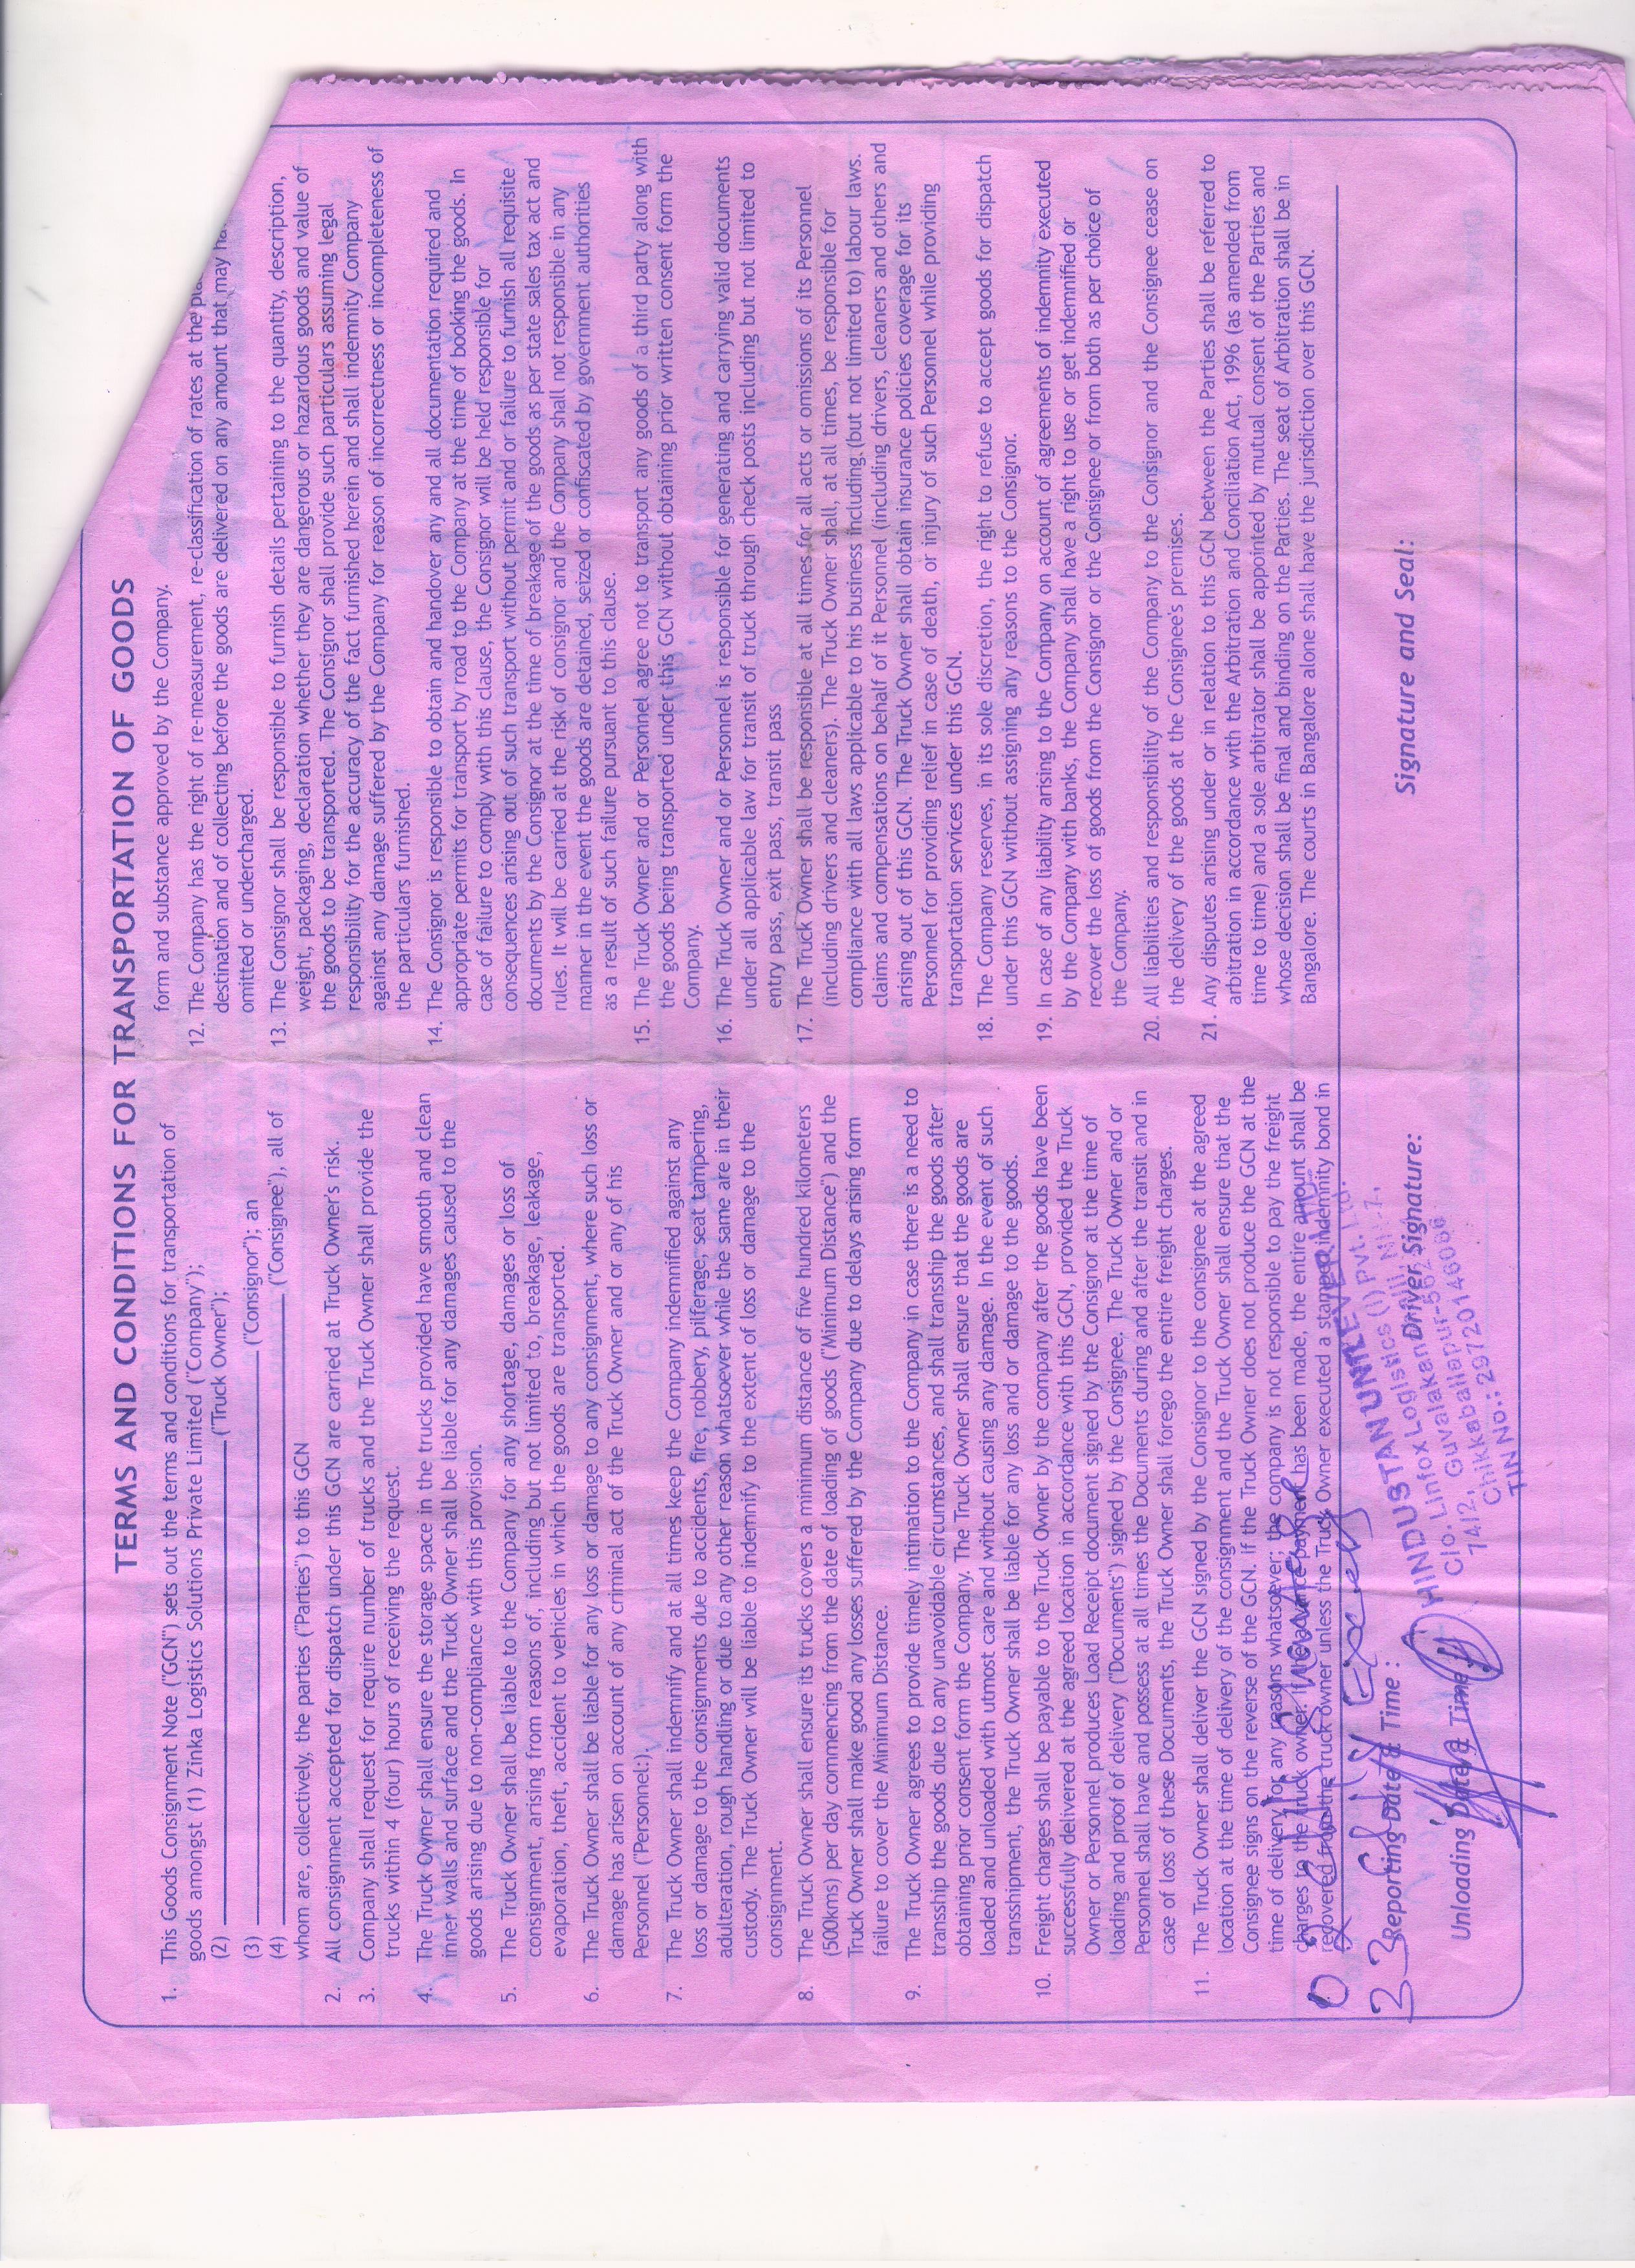 TERMS AND CONDITIONS FOR TRANSPORTATION OF GOODS
1. This Goods Consignment Note ("GCN") sets out the terms and conditions for transportation of
goods amongst (1) Zinka Logistics Solutions Private Limited ("Company");
(2) ("Truck Owner");
(3) ("Consignor"); an
(4) ("Consignee"), all of
whom are, collectively, the parties ("Parties") to this GCN
2. All consignment accepted for dispatch under this GCN are carried at Truck Owner's risk.
3. Company shall request for require number of trucks and the Truck Owner shall provide the
trucks within 4 (four) hours of receiving the request.
4. The Truck Owner shall ensure the storage space in the trucks provided have smooth and clean
inner walls and surface and the Truck Owner shall be liable for any damages caused to the
goods arising due to non-compliance with this provision.
5. The Truck Owner shall be liable to the Company for any shortage, damages or loss of
consignment, arising from reasons of, including but not limited to, breakage, leakage,
evaporation, theft, accident to vehicles in which the goods are transported.
6. The Truck Owner shall be liable for any loss or damage to any consignment, where such loss or
damage has arisen on account of any criminal act of the Truck Owner and or any of his
Personnel ("Personnel:)
7. The Truck Owner shall indemnify and at all times keep the Company indemnified against any
loss or damage to the consignments due to accidents, fire, robbery, pilferage, seat tampering,
adulteration, rough handling or due to any other reason whatsoever while the same are in their
custody. The Truck Owner will be liable to indemnify to the extent of loss or damage to the
consignment.
8. The Truck Owner shall ensure its trucks covers a minimum distance of five hundred kilometers
(500kms) per day commencing from the date of loading of goods ("Minimum Distance") and the
Truck Owner shall make good any losses suffered by the Company due to delays arising form
failure to cover the Minimum Distance.
9. The Truck Owner agrees to provide timely intimation to the Company in case there is a need to
transship the goods due to any unavoidable circumstances, and shall transship the goods after
obtaining prior consent form the Company. The Truck Owner shall ensure that the goods are
loaded and unloaded with utmost care and without causing any damage. In the event of such
transshipment, the Truck Owner shall be liable for any loss and or damage to the goods.
10. Freight charges shall be payable to the Truck Owner by the company after the goods have been
successfully delivered at the agreed location in accordance with this GCN, provided the Truck
Owner or Personnel produces Load Receipt document signed by the Consignor at the time of
loading and proof of delivery ("Documents") signed by the Consignee. The Truck Owner and or
Personnel shall have and possess at all times the Documents during and after the transit and in
case of loss of these Documents, the Truck Owner shall forego the entire freight charges.
11. The Truck Owner shall deliver the GCN signed by the Consignor to the consignee at the agreed
location at the time of delivery of the consignment and the Truck Owner shall ensure that the
Consignee signs on the reverse of the GCN. If the Truck Owner does not produce the GCN at the
time of delivery for any reasons whatsoever; the company is not responsible to pay the freight
charges to the truck owner. If advance payment has been made, the entire amount shall be
recovered from the truck owner unless the Truck Owner executed a stamp indemnity bond in
form and substance approved by the Company.
12. The Company has the right of re-measurement, re-classification of rates at the
destination and of collecting before the goods are delivered on any amount that may
omitted or undercharged.
13. The Consignor shall be responsible to furnish details pertaining to the quantity, description,
weight, packaging, declaration whether they are dangerous or hazardous goods and value of
the goods to be transported. The Consignor shall provide such particulars assuming legal
responsibility for the accuracy of the fact furnished herein and shall indemnity Company
against any damage suffered by the Company for reason of incorrectness or incompleteness of
the particulars furnished.
14. The Consignor is responsible to obtain and handover any and all documentation required and
appropriate permits for transport by road to the Company at the time of boking the goods. In
case of failure to comply with this clause, the Consignor will be held responsible for
consequences arising out of such transport without permit and or failure to furnish all requisite
documents by the Consignor at the time of breakage of the goods as per state sales tax act and
rules. It will be carried at the risk of consignor and the Company shall not responsible in any
manner in the event the goods are detained, seized or confiscated by government authorities
as a result of such failure pursuant to this clause.
15. The Truck Owner and or Personnel agree not to transport any goods of a third party along with
the goods being transported under this GCN without obtaining prior written consent form the
Company.
16. The Truck Owner and or Personnel is responsible for generating and carrying valid documents
under all applicable law for transit of truck through check posts including but not limited to
entry pass, exit pass, transit pass
17. The Truck Owner shall be responsible at all times for all acts or omissions of its Personnel
(including drivers and cleaners). The Truck Owner shall, at all times, be responsible for
compliance with all laws applicable to his business including (but not limited to) labour laws.
claims and compensations on behalf of it Personnel (including drivers, cleaners and others and
arising out of this GCN. The Truck Owner shall obtain insurance policies coverage for its
Personnel for providing relief in case of death, or injury of such Personnel while providing
transportation services under this GCN.
18. The Company reserves, in its sole discretion, the right to refuse to accept goods for dispatch
under this GCN without assigning any reasons to the Consignor.
19. In case of any liability arising to the Company on account of agreements of indemnity executed
by the Company with banks, the Company shall have a right to use or get indemnified or
recover the loss of goods from the Consignor or the Consignee or from both as per choice of
the Company.
20. All liabilities and responsibility of the Company to the Consignor and the Consignee cease on
the delivery of the goods at the Consignee's premises.
21. Any disputes arising under or in relation to this GCN between the Parties shall be referred to
arbitration in accordance with the Arbitration and Conciliation Act, 1996 (as amended from
time to time) and a sole arbitrator shall be appointed by mutual consent of the Parties and
whose decision shall be final and binding on the Parties. The seat of Arbitration shall be in
Bangalore. The courts in Bangalore alone shall have the jurisdiction over this GCN.
Reporting Date & Time :
Driver Signature:
Signature and Seal:
Unloading Date & Time :
HINDUSTAN UNILEVER LTD.
C/o. Linfox Logistics (I) Pvt. Ltd.
74/2, Guvalakanahalli,
Chikkaballapur-562
TIN No.: 29720146066